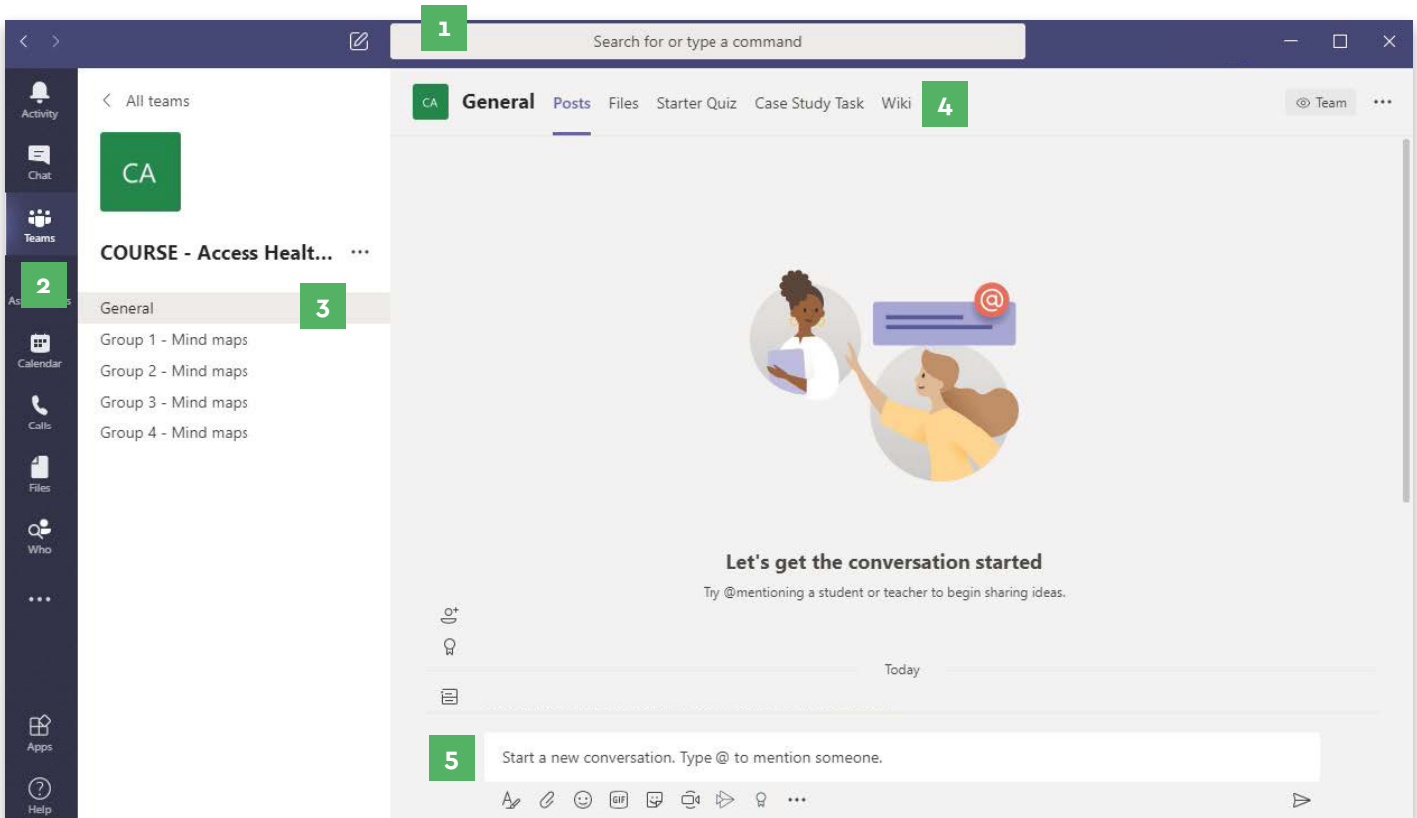 1
Search for or type a command
Activity
Chat
Teams
2
Calendar
Calls
Files
Who
Apps
Help
All teams
CA
COURSE - Access Healt...
General
3
Group 1 - Mind maps
Group 2 - Mind maps
Group 3 - Mind maps
Group 4 - Mind maps
CA General Posts Files Starter Quiz Case Study Task Wiki 4
Team
@
Let's get the conversation started
Try @mentioning a student or teacher to begin sharing ideas.
Today
5
Start a new conversation. Type @ to mention someone.
GIF